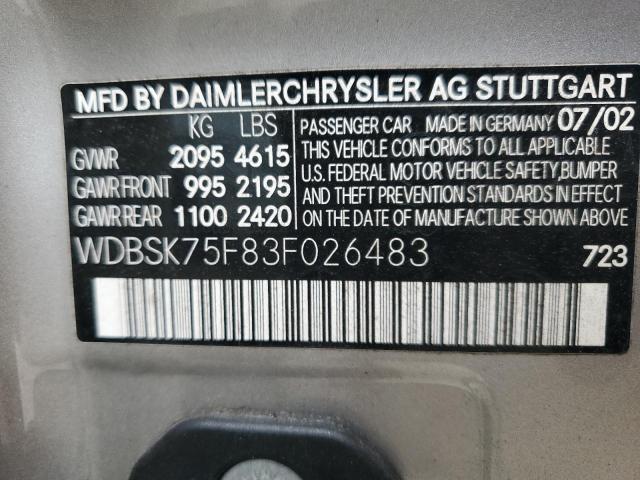 MFD BY DAIMLERCHRYSLER AG STUTTGART
KG LBS
GVWR 2095 4615
GAWR FRONT 995 2195
GAWR REAR 1100 2420
PASSENGER CAR MADE IN GERMANY 07/02
THIS VEHICLE CONFORMS TO ALL APPLICABLE
U.S. FEDERAL MOTOR VEHICLE SAFETY, BUMPER
AND THEFT PREVENTION STANDARDS IN EFFECT
ON THE DATE OF MANUFACTURE SHOWN ABOVE
WDBSK75F83F026483 723